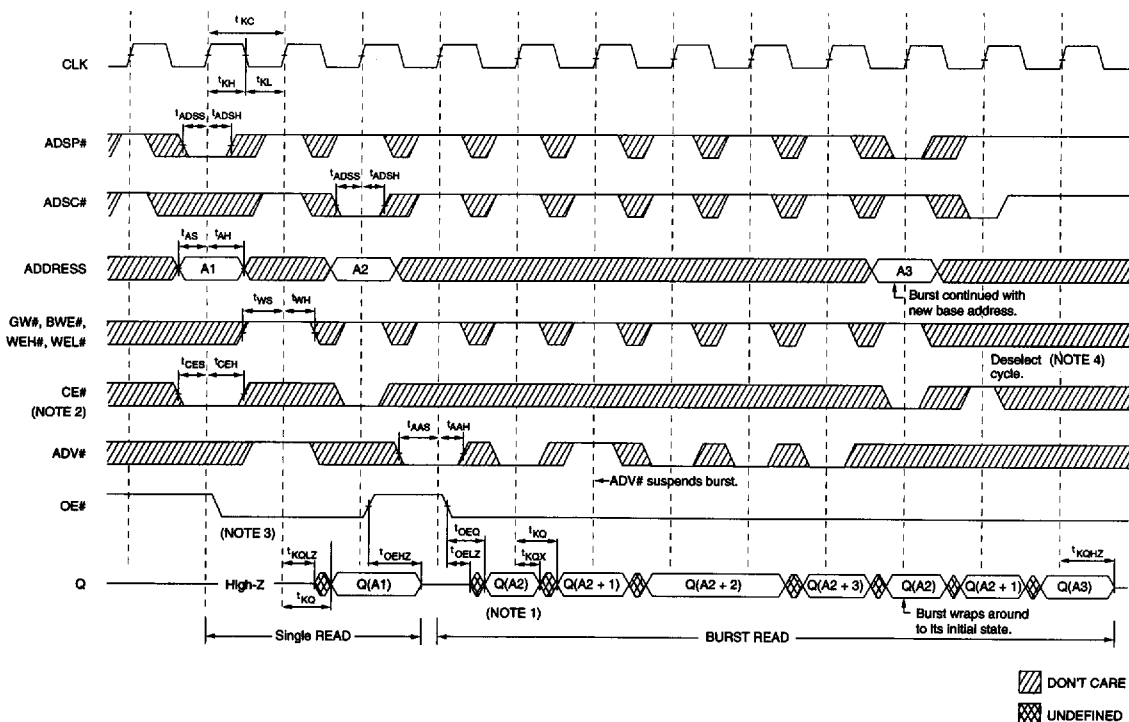 tKC
CLK
tKH
tKL
tADSS
tADSH
ADSP#
tADSS
tADSH
ADSC#
tAS
tAH
ADDRESS
A1
A2
A3
Burst continued with
new base address.
tWS
tWH
GW#, BWE#,
WEH#, WEL#
Deselect (NOTE 4)
cycle.
tCES
tCEH
CE#
(NOTE 2)
tAAS
tAAH
ADV#
ADV# suspends burst.
OE#
(NOTE 3)
tKQLZ
tOEHZ
tOEQ
tOELZ
tKQ
tKQX
tKQHZ
Q
High-Z
Q(A1)
Q(A2)
Q(A2 + 1)
Q(A2 + 2)
Q(A2 + 3)
Q(A2)
Q(A2 + 1)
Q(A3)
tKQ
(NOTE 1)
Burst wraps around
to its initial state.
Single READ
BURST READ
DON'T CARE
UNDEFINED